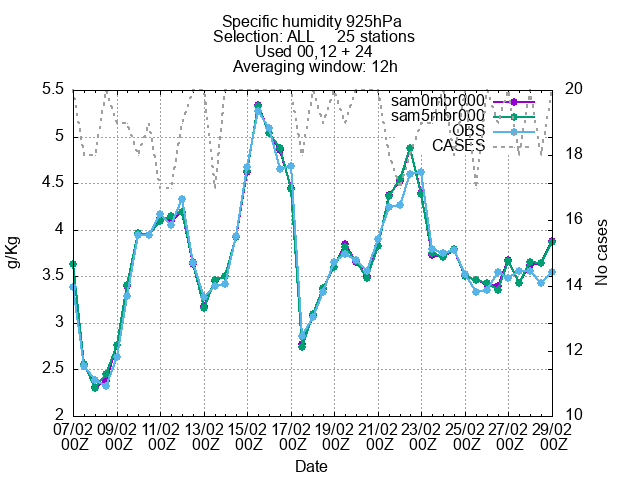 Specific humidity 925hPa
Selection: ALL 25 stations
Used 00,12 + 24
Averaging window: 12h
5.5 20
sam0mbr000
sam5mbr000
5 OBS
CASES 18
4.5
4 16
g/Kg No cases
3.5 14
3 12
2.5
2 10
07/02 09/02 11/02 13/02 15/02 17/02 19/02 21/02 23/02 25/02 27/02 29/02
00Z 00Z 00Z 00Z 00Z 00Z 00Z 00Z 00Z 00Z 00Z 00Z
Date